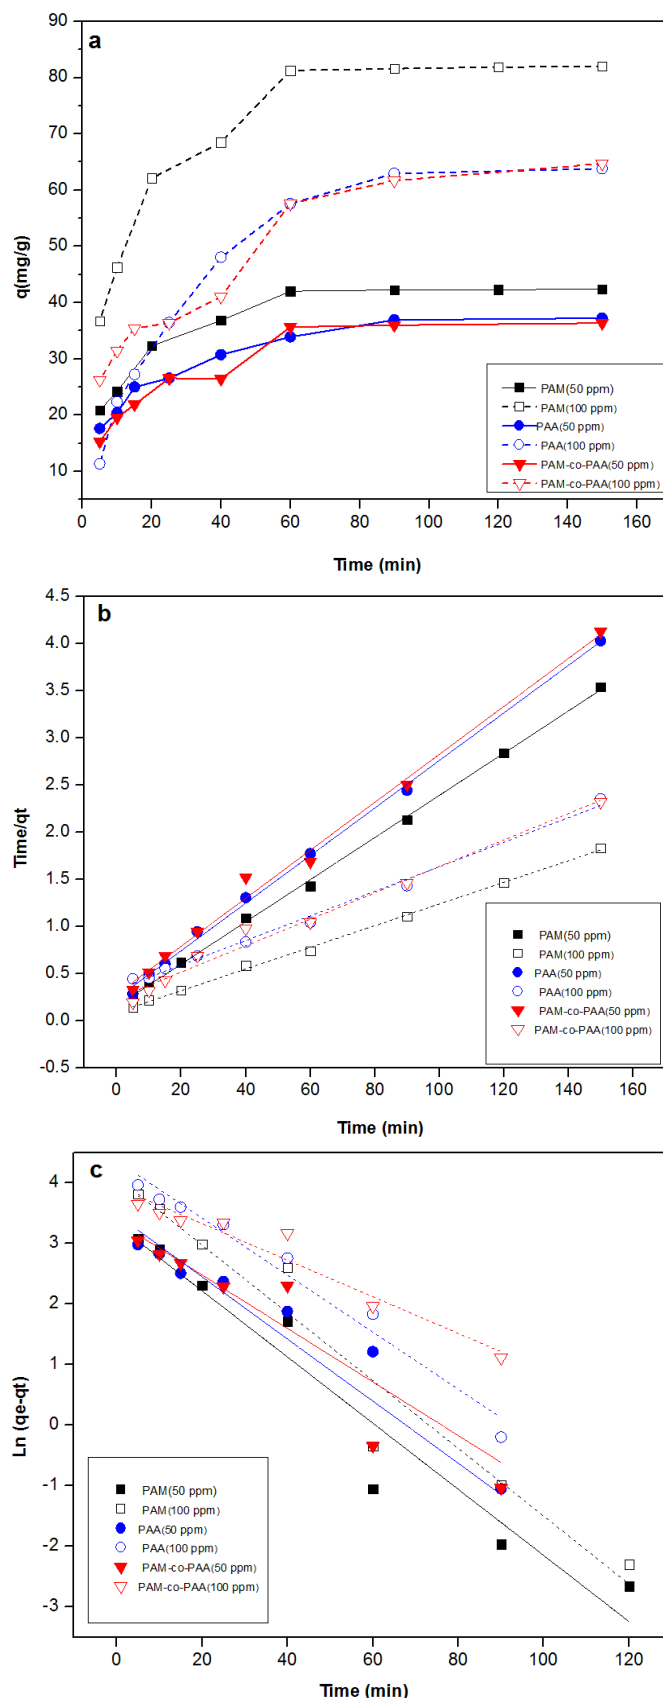 a
90
80
70
60
50
40
30
20
10
q(mg/g)
PAM(50 ppm)
PAM(100 ppm)
PAA(50 ppm)
PAA(100 ppm)
PAM-co-PAA(50 ppm)
PAM-co-PAA(100 ppm)
0 20 40 60 80 100 120 140 160
Time (min)
b
4.5
4.0
3.5
3.0
2.5
2.0
1.5
1.0
0.5
0.0
-0.5
Time/qt
PAM(50 ppm)
PAM(100 ppm)
PAA(50 ppm)
PAA(100 ppm)
PAM-co-PAA(50 ppm)
PAM-co-PAA(100 ppm)
0 20 40 60 80 100 120 140 160
Time (min)
c
4
3
2
1
0
-1
-2
-3
Ln (qe-qt)
PAM(50 ppm)
PAM(100 ppm)
PAA(50 ppm)
PAA(100 ppm)
PAM-co-PAA(50 ppm)
PAM-co-PAA(100 ppm)
0 20 40 60 80 100 120
Time (min)